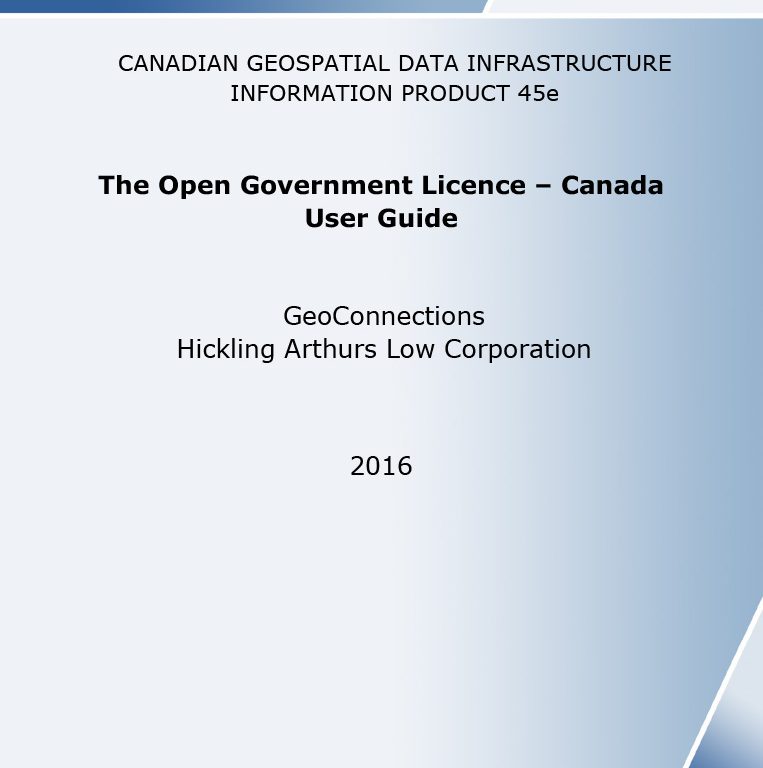 CANADIAN GEOSPATIAL DATA INFRASTRUCTURE
INFORMATION PRODUCT 45e
The Open Government Licence – Canada
User Guide
GeoConnections
Hickling Arthurs Low Corporation
2016